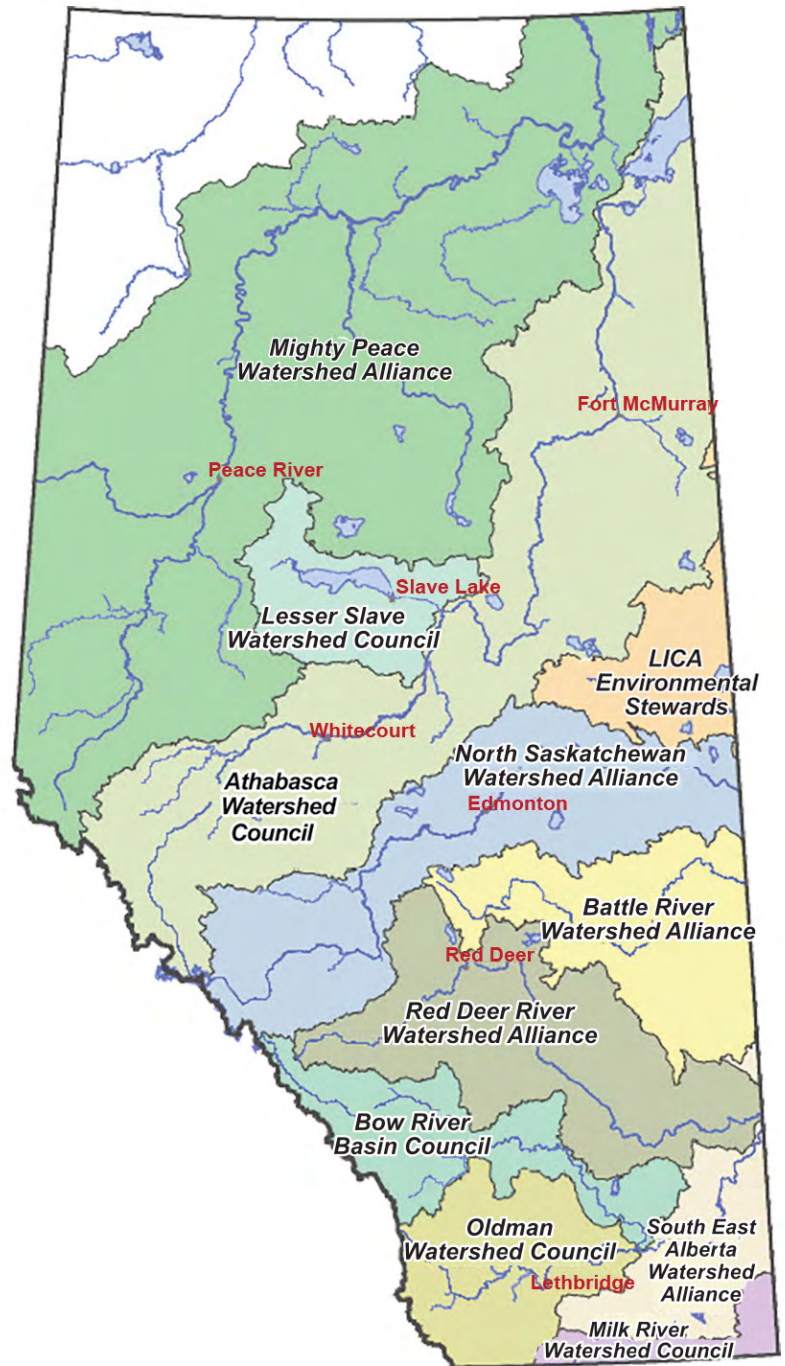 Mighty Peace
Watershed Alliance
Fort McMurray
Peace River
Slave Lake
Lesser Slave
Watershed Council
LICA
Environmental
Stewards
Whitecourt
North Saskatchewan
Watershed Alliance
Athabasca
Watershed
Council
Edmonton
Battle River
Watershed Alliance
Red Deer
Red Deer River
Watershed Alliance
Bow River
Basin Council
Oldman
Watershed Council
South East
Alberta
Watershed
Alliance
Lethbridge
Milk River
Watershed Council